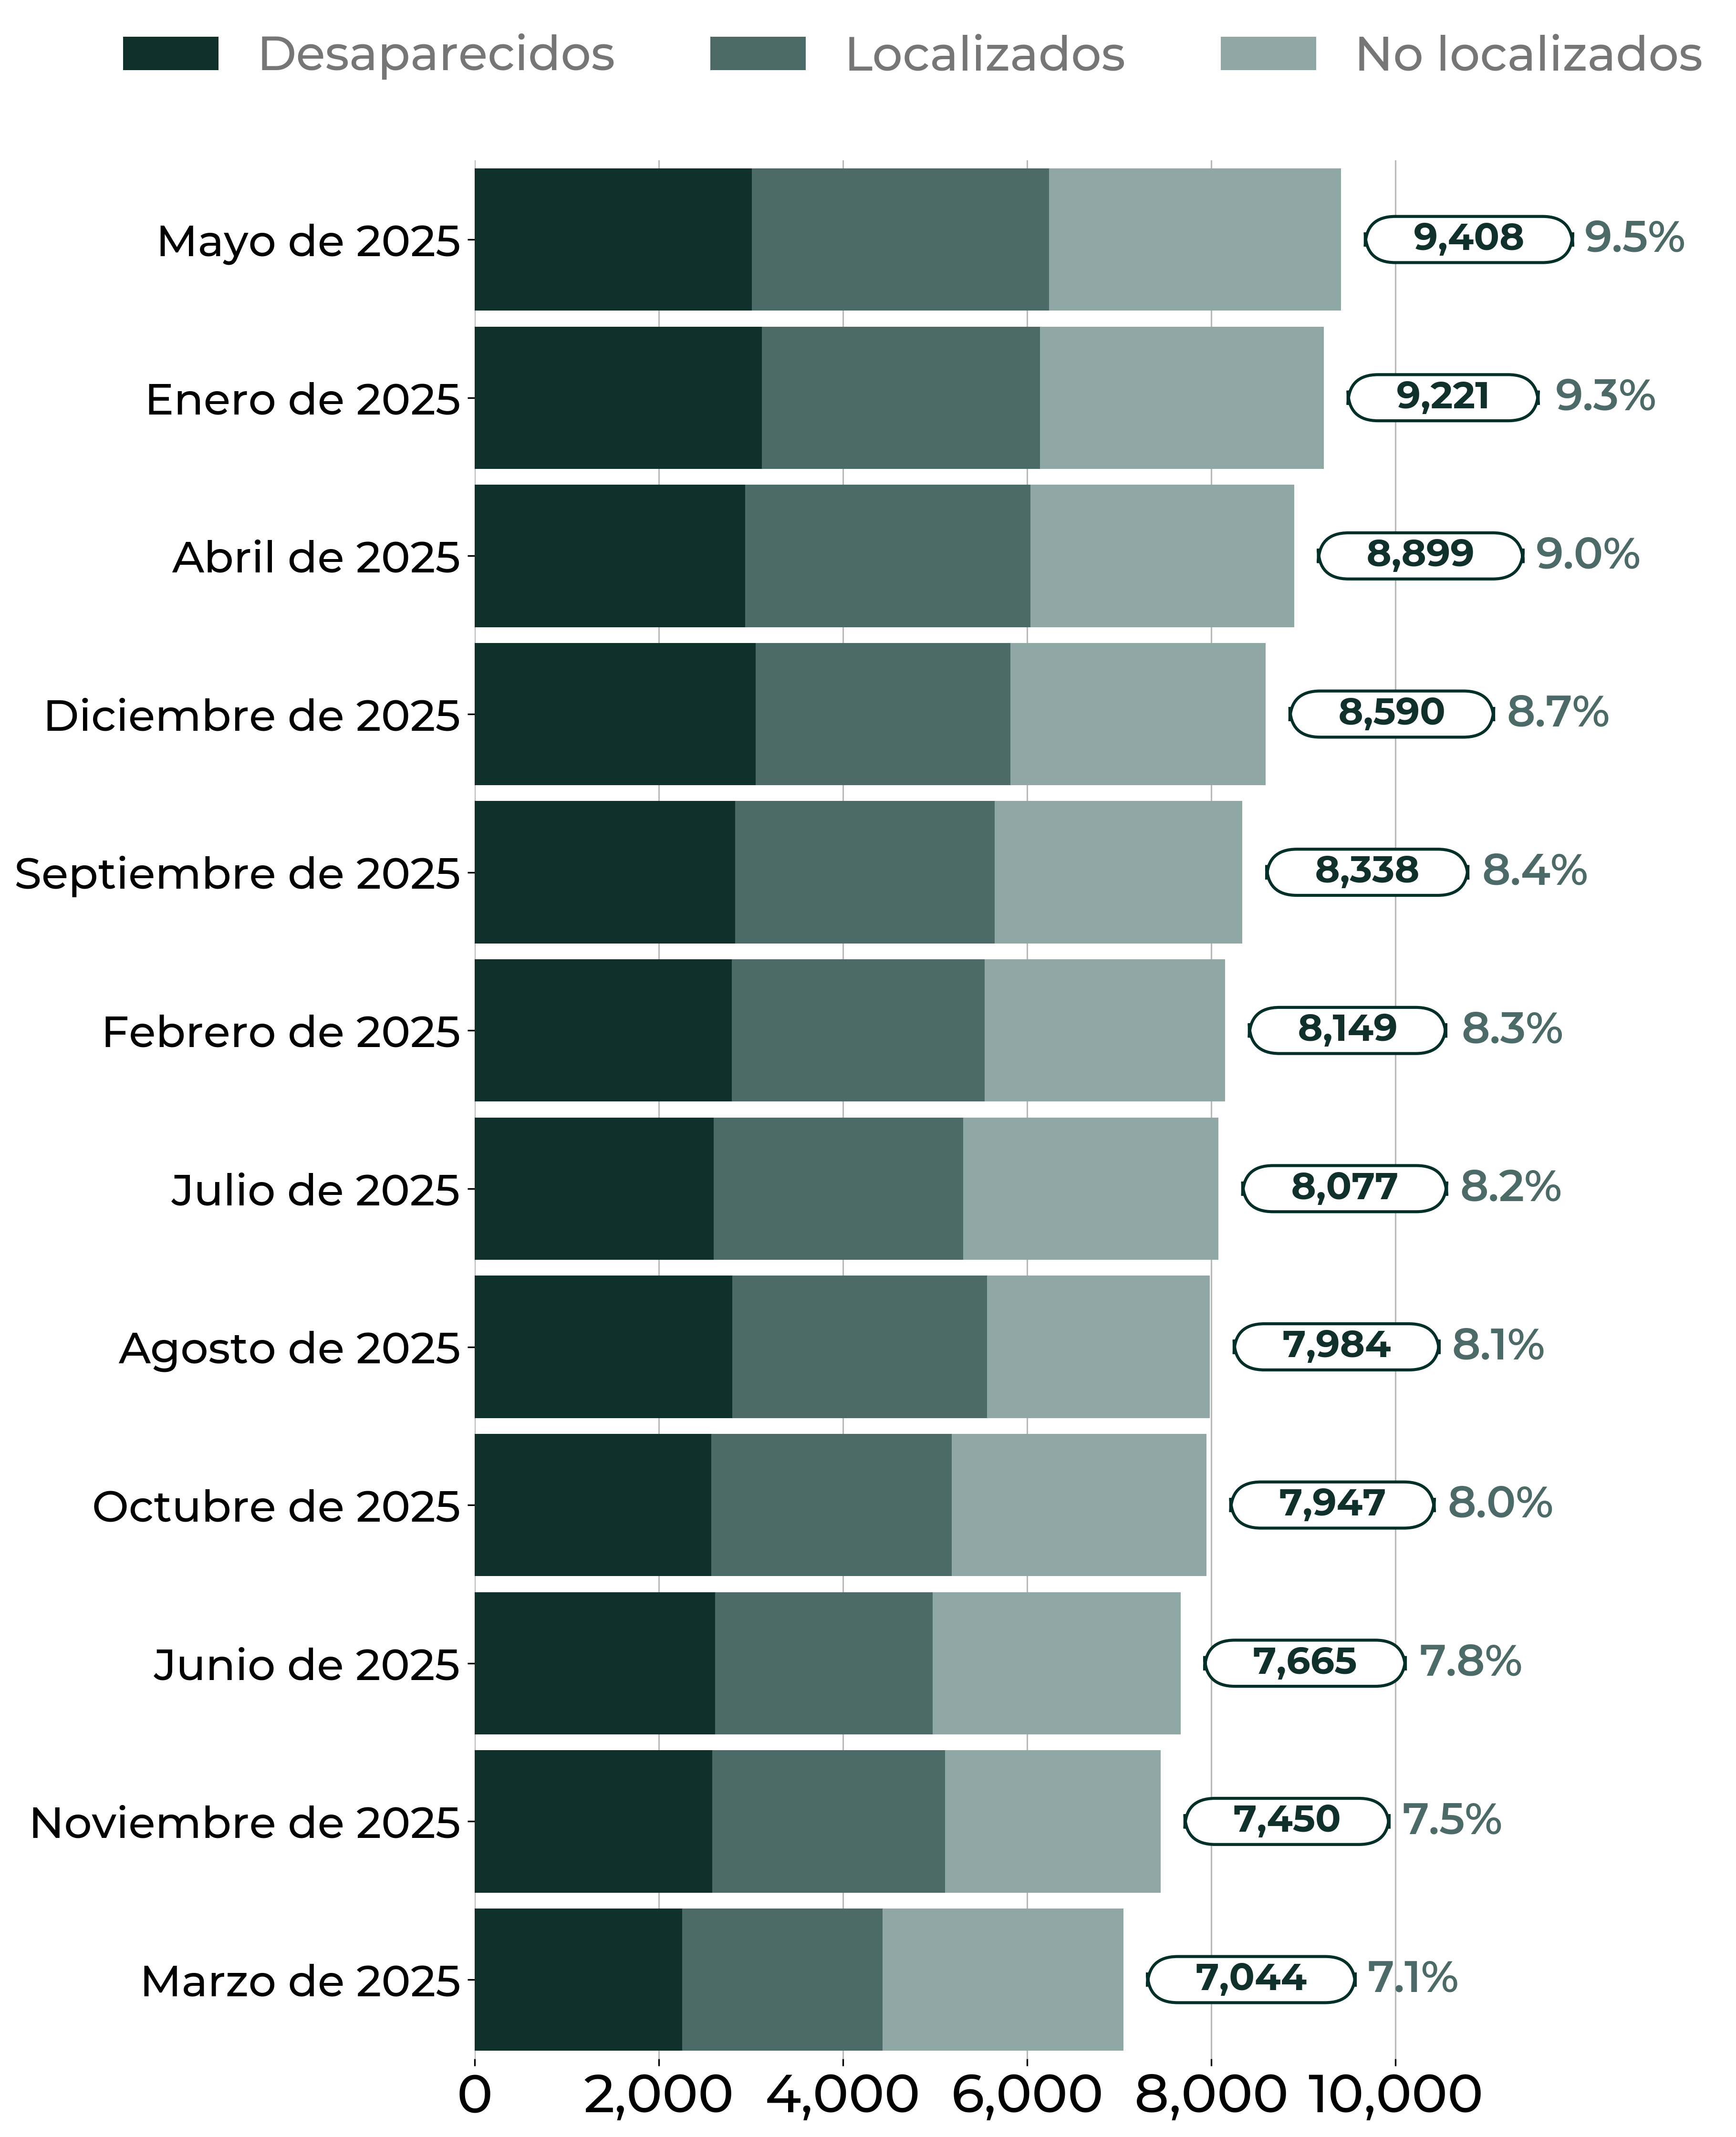 Desaparecidos Localizados No localizados
Mayo de 2025 9,408 9.5%
Enero de 2025 9,221 9.3%
Abril de 2025 8,899 9.0%
Diciembre de 2025 8,590 8.7%
Septiembre de 2025 8,338 8.4%
Febrero de 2025 8,149 8.3%
Julio de 2025 8,077 8.2%
Agosto de 2025 7,984 8.1%
Octubre de 2025 7,947 8.0%
Junio de 2025 7,665 7.8%
Noviembre de 2025 7,450 7.5%
Marzo de 2025 7,044 7.1%
0 2,000 4,000 6,000 8,000 10,000